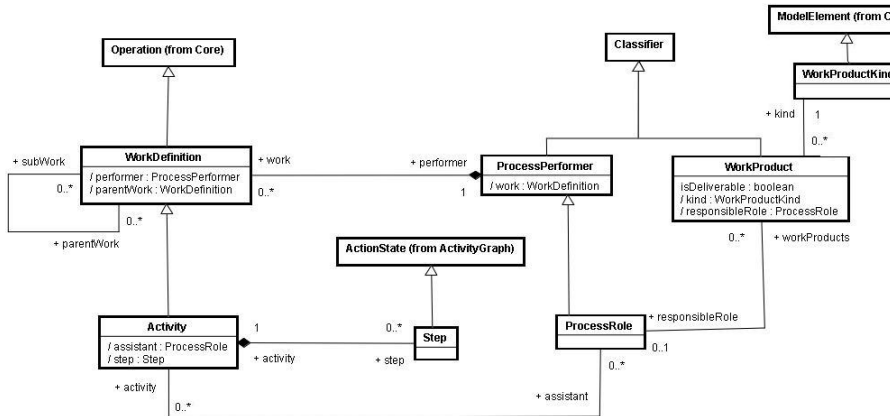 ModelElement (from C
Operation (from Core)
Classifier
WorkProductKind
+ kind
1
0..*
+ subWork
WorkDefinition
/ performer : ProcessPerformer
/ parentWork : WorkDefinition
+ work
+ performer
ProcessPerformer
/ work : WorkDefinition
WorkProduct
isDeliverable : boolean
/ kind : WorkProductKind
/ responsibleRole : ProcessRole
0..*
0..*
1
0..*
+ parentWork
0..*
+ workProducts
ActionState (from ActivityGraph)
Activity
/ assistant : ProcessRole
/ step : Step
1
0..*
Step
ProcessRole
+ responsibleRole
+ activity
+ step
0..1
0..*
+ activity
0..*
+ assistant